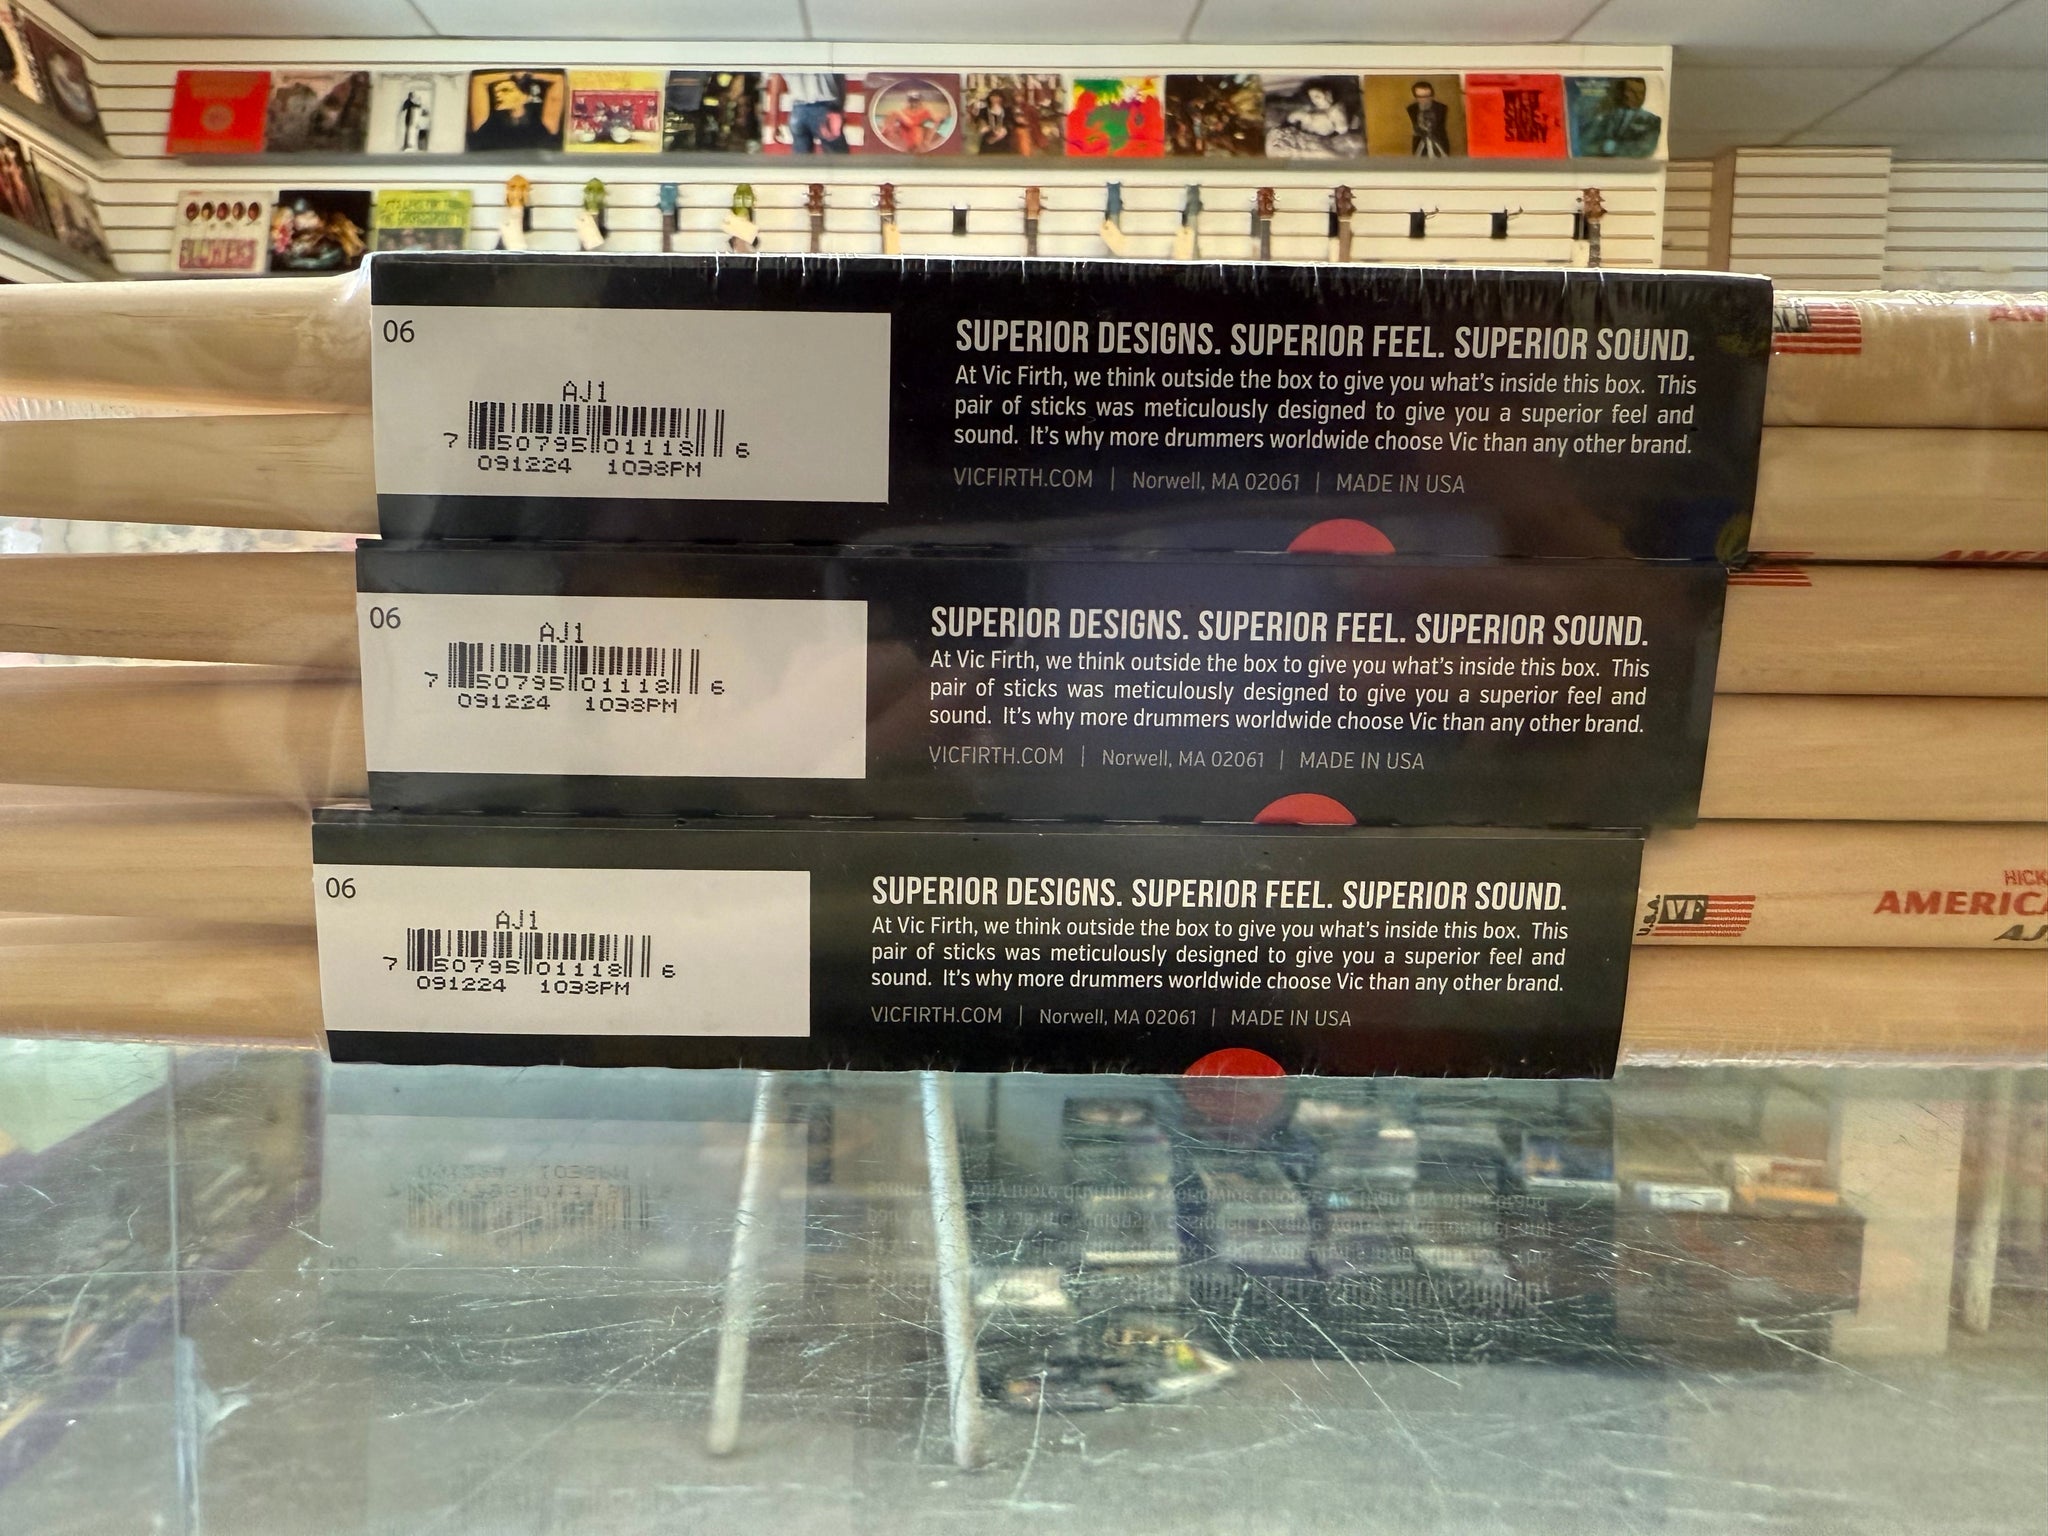 HEART
FLOWERS
06
AJ1
7 50795 01118 6
091224 1038PM
SUPERIOR DESIGNS. SUPERIOR FEEL. SUPERIOR SOUND.
At Vic Firth, we think outside the box to give you what's inside this box. This
pair of sticks was meticulously designed to give you a superior feel and
sound. It's why more drummers worldwide choose Vic than any other brand.
VICFIRTH.COM | Norwell, MA 02061 | MADE IN USA
06
AJ1
7 50795 01118 6
091224 1038PM
SUPERIOR DESIGNS. SUPERIOR FEEL. SUPERIOR SOUND.
At Vic Firth, we think outside the box to give you what's inside this box. This
pair of sticks was meticulously designed to give you a superior feel and
sound. It's why more drummers worldwide choose Vic than any other brand.
VICFIRTH.COM | Norwell, MA 02061 | MADE IN USA
06
AJ1
7 50795 01118 6
091224 1038PM
SUPERIOR DESIGNS. SUPERIOR FEEL. SUPERIOR SOUND.
At Vic Firth, we think outside the box to give you what's inside this box. This
pair of sticks was meticulously designed to give you a superior feel and
sound. It's why more drummers worldwide choose Vic than any other brand.
VICFIRTH.COM | Norwell, MA 02061 | MADE IN USA
U.S.A.
VF
HICK
AMERICA
AJ